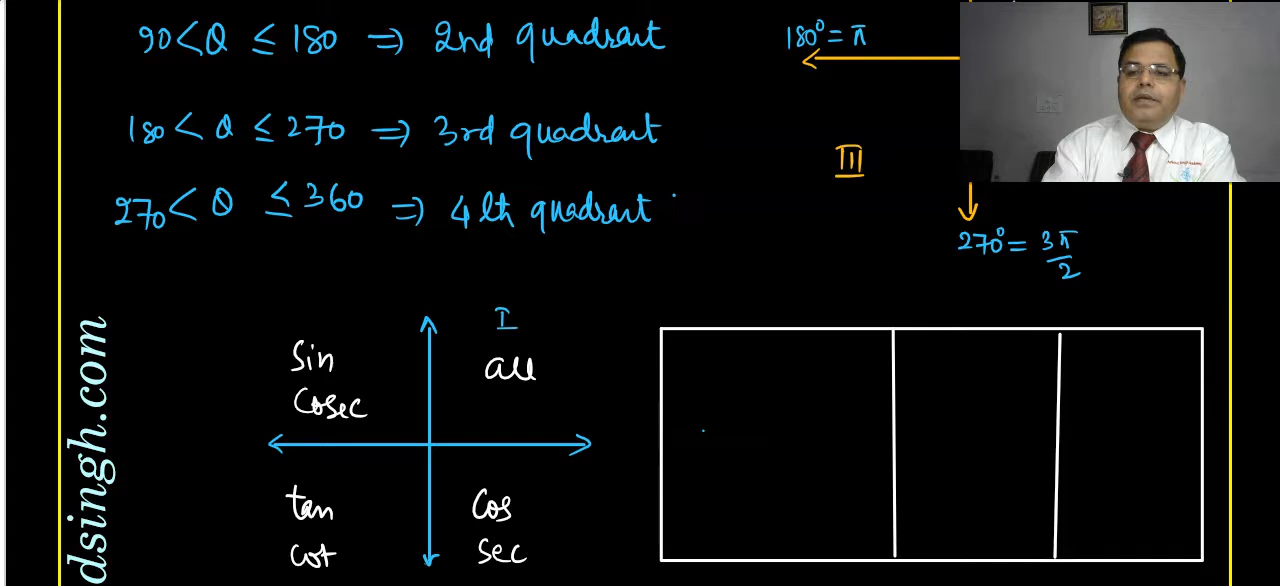 90 < θ ≤ 180 ⇒ 2nd quadrant
180° = π
180 < θ ≤ 270 ⇒ 3rd quadrant
III
270 < θ ≤ 360 ⇒ 4th quadrant
270° = 3π/2
I
Sin
all
Cosec
tan
Cos
cot
Sec
dsingh.com